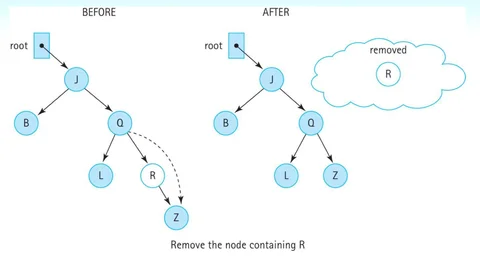 BEFORE
AFTER
root
root
removed
R
J
J
B
Q
B
Q
L
R
L
Z
Z
Remove the node containing R